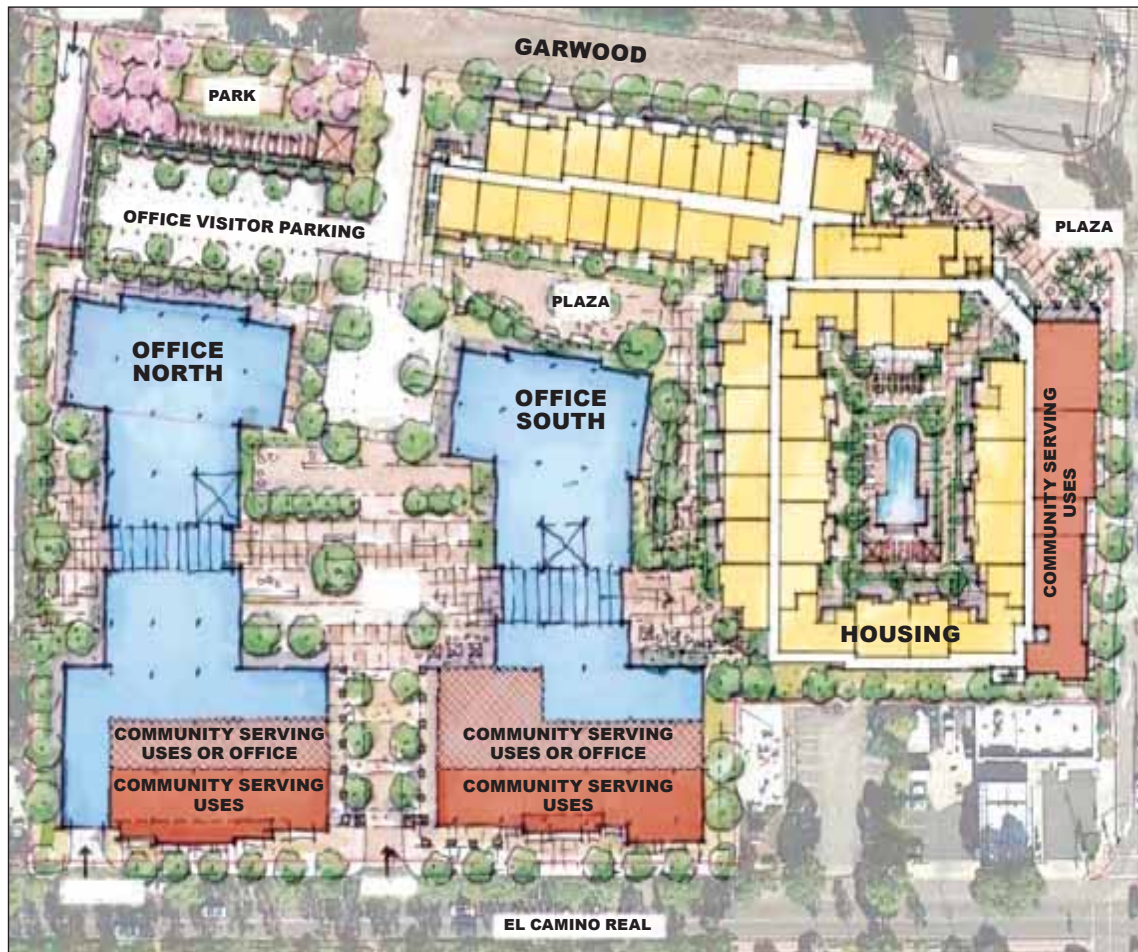 GARWOOD
PARK
OFFICE VISITOR PARKING
PLAZA
PLAZA
OFFICE
NORTH
OFFICE
SOUTH
COMMUNITY SERVING
USES
HOUSING
COMMUNITY SERVING
USES OR OFFICE
COMMUNITY SERVING
USES OR OFFICE
COMMUNITY SERVING
USES
COMMUNITY SERVING
USES
EL CAMINO REAL